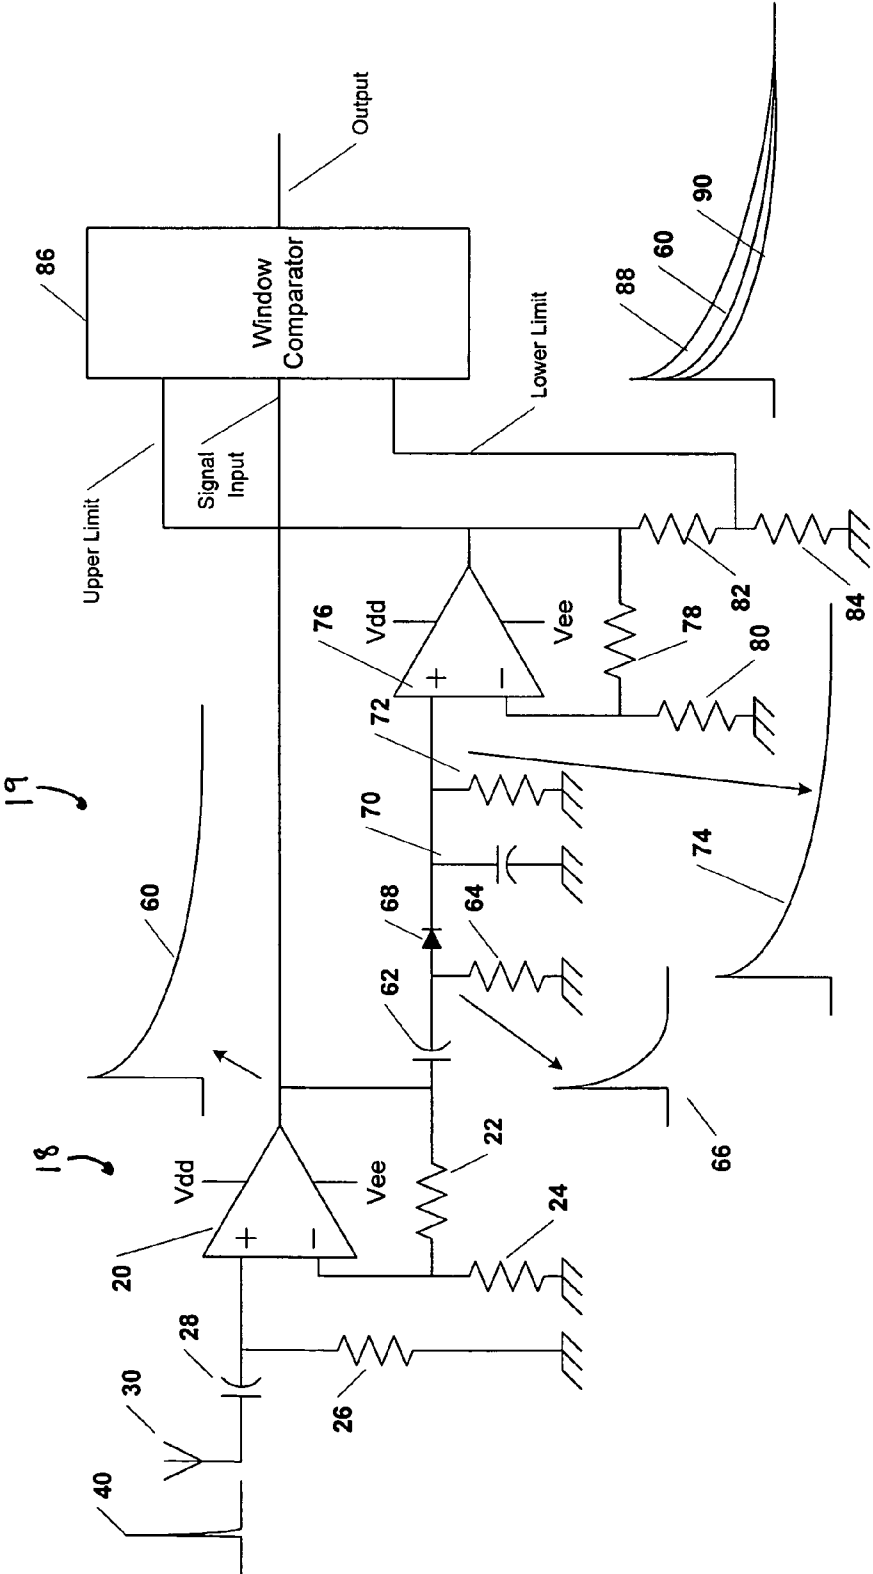 19
18
40
30
28
20
Vdd
Vee
26
24
22
60
66
62
64
68
70
72
74
76
Vdd
Vee
+
−
+
−
78
80
82
84
Upper Limit
Signal
Input
Lower Limit
86
Window
Comparator
Output
88
60
90